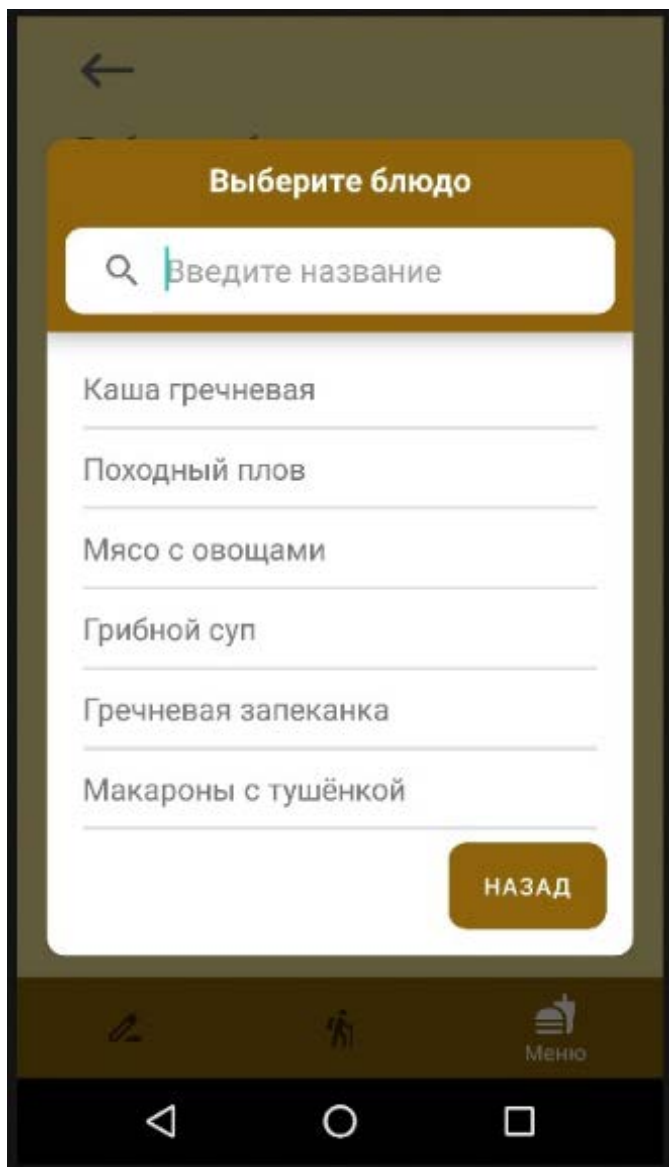 Выберите блюдо
Введите название
Каша гречневая
Походный плов
Мясо с овощами
Грибной суп
Гречневая запеканка
Макароны с тушёнкой
НАЗАД
Меню